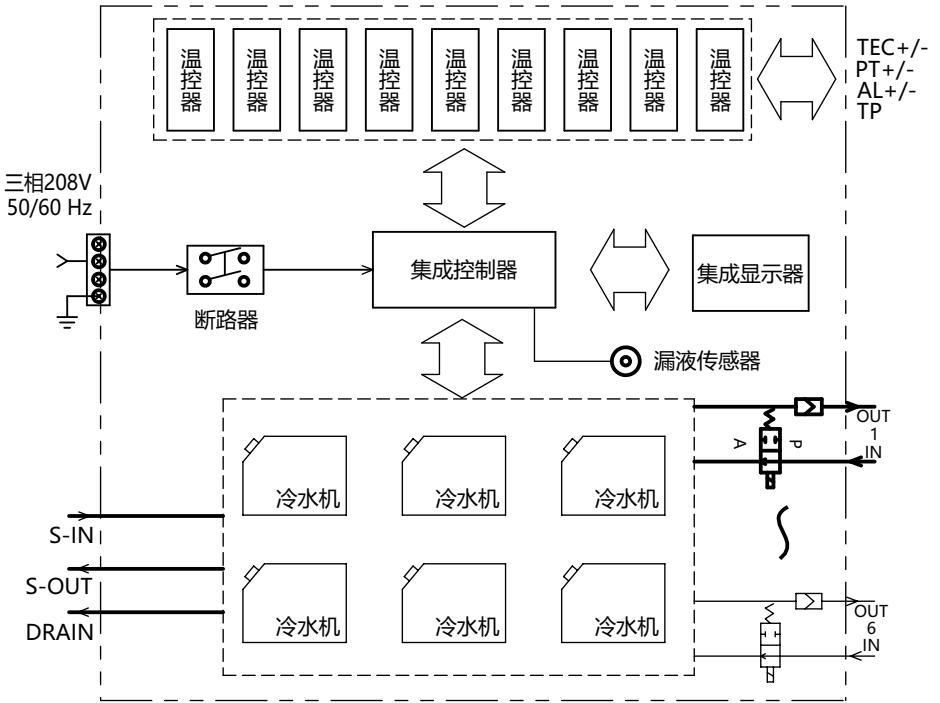 温控器
温控器
温控器
温控器
温控器
温控器
温控器
温控器
温控器
TEC+/-
PT+/-
AL+/-
TP
三相208V
50/60 Hz
断路器
集成控制器
集成显示器
漏液传感器
OUT
1
IN
A
P
冷水机
冷水机
冷水机
S-IN
S-OUT
DRAIN
冷水机
冷水机
冷水机
OUT
6
IN